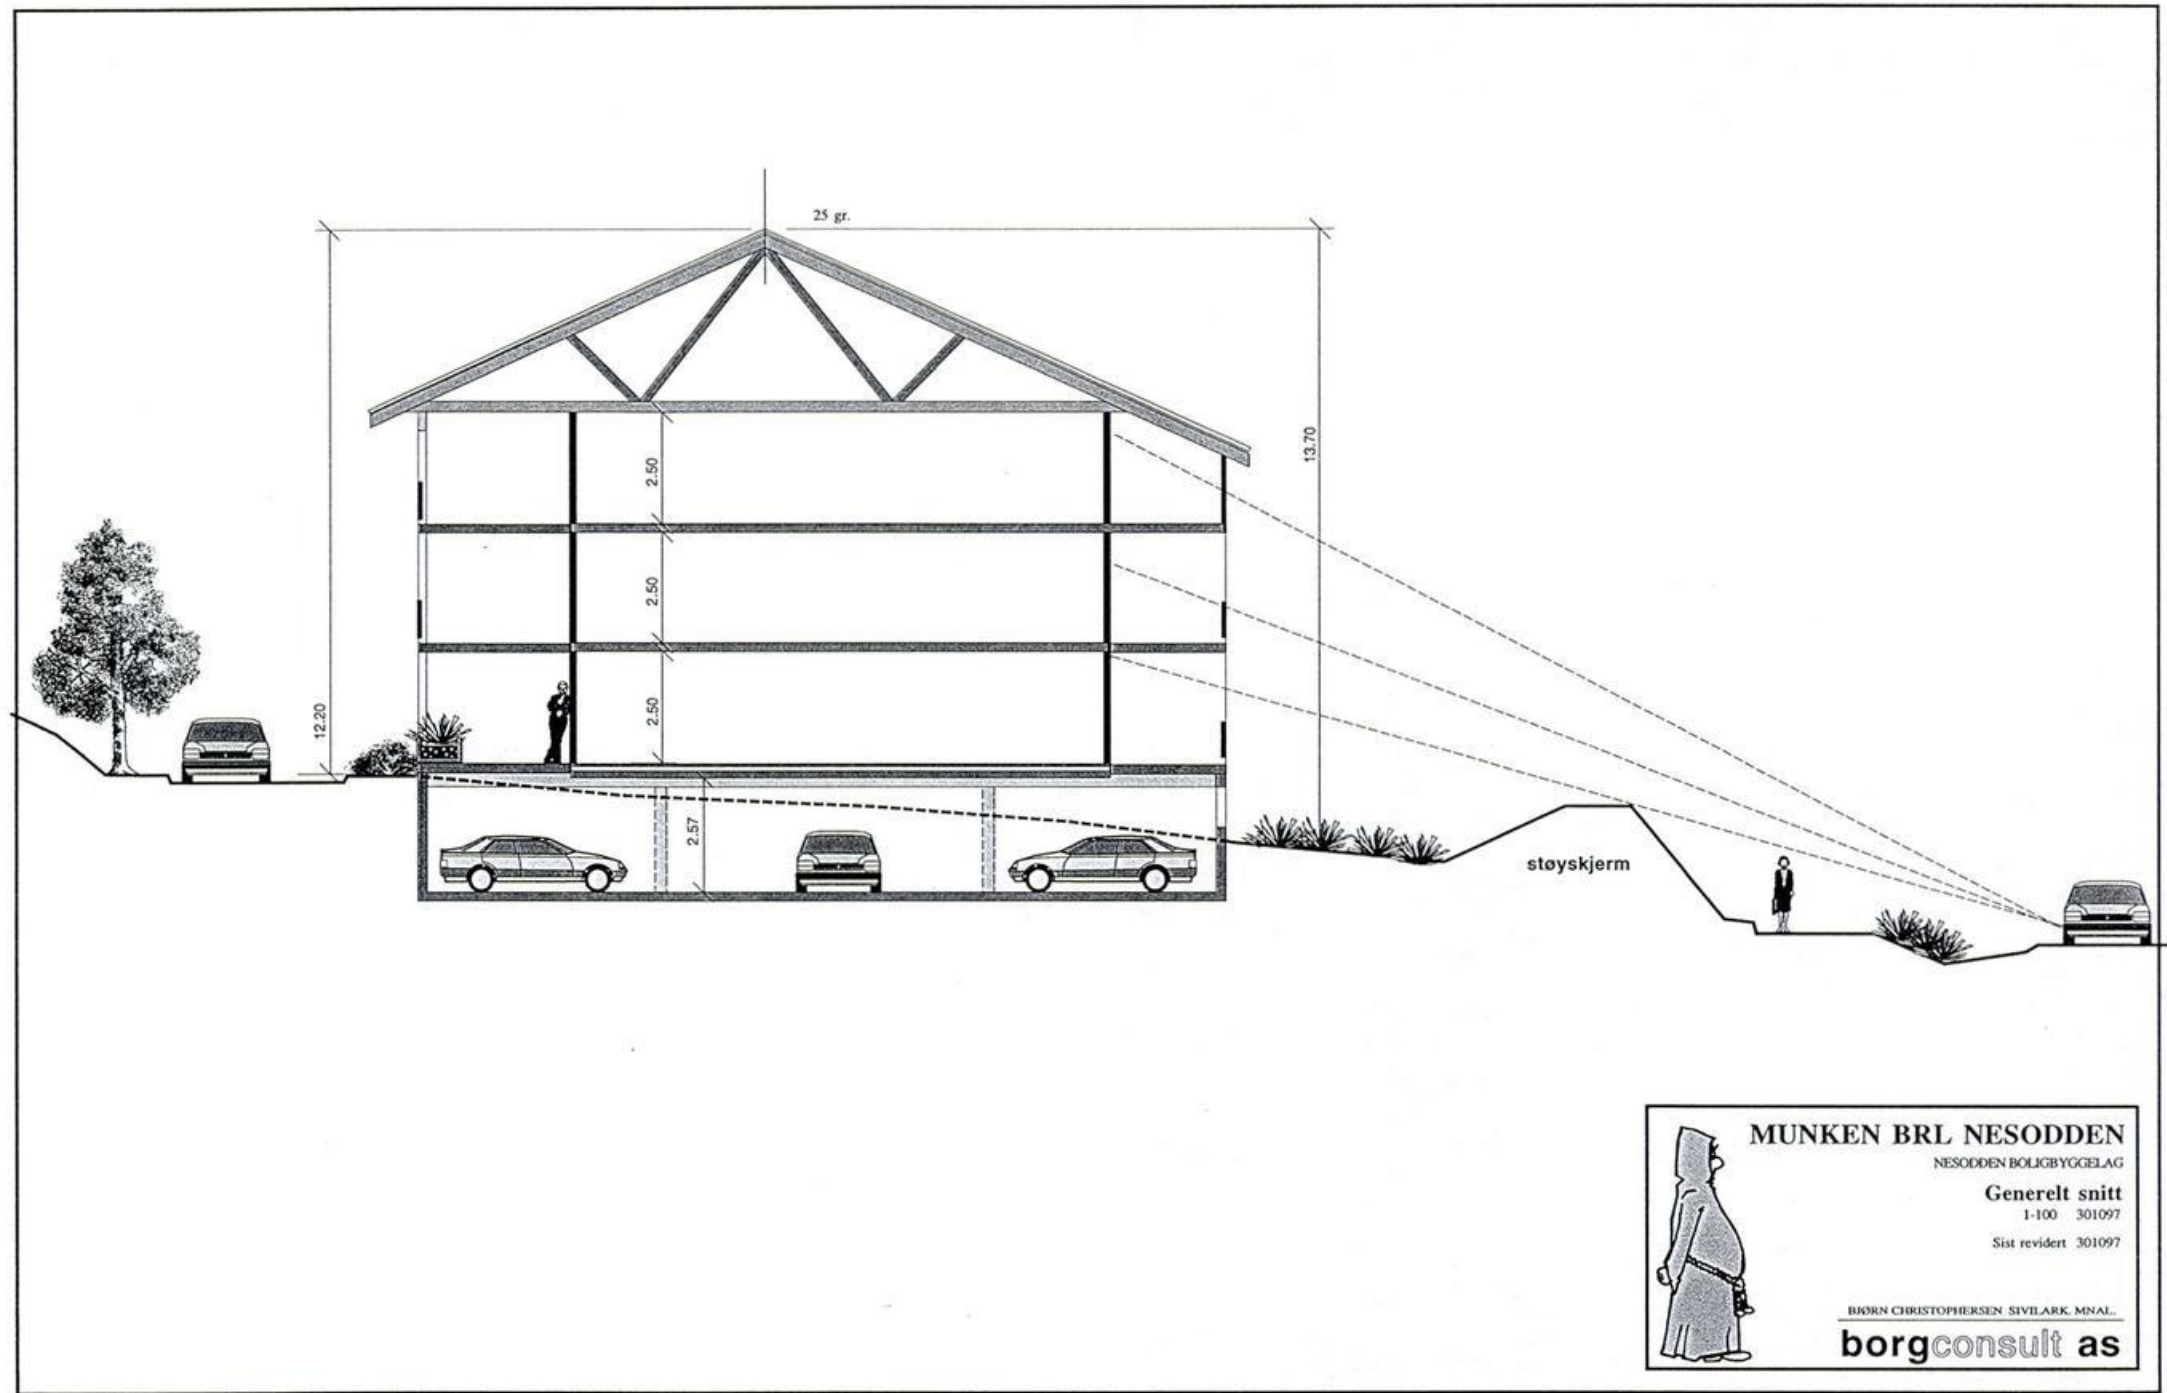 25 gr.
13.70
2.50
2.50
2.50
12.20
2.57
støyskjerm
MUNKEN BRL NESODDEN
NESODDEN BOLIGBYGGELAG
Generelt snitt
1-100 301097
Sist revidert 301097
BJØRN CHRISTOPHERSEN SIVILARK. MNAL.
borgconsult as